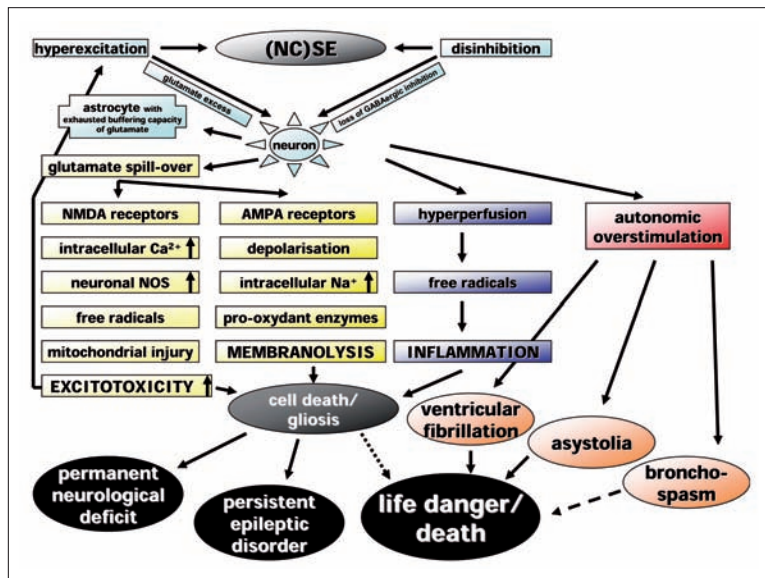 hyperexcitation
(NC)SE
disinhibition
glutamate excess
loss of GABAergic inhibition
astrocyte with
exhausted buffering capacity
of glutamate
neuron
glutamate spill-over
NMDA receptors
AMPA receptors
hyperperfusion
autonomic
overstimulation
intracellular Ca²⁺
depolarisation
neuronal NOS
intracellular Na⁺
free radicals
free radicals
pro-oxydant enzymes
mitochondrial injury
MEMBRANOLYSIS
INFLAMMATION
EXCITOTOXICITY
cell death/
gliosis
ventricular
fibrillation
asystolia
broncho-
spasm
permanent
neurological
deficit
persistent
epileptic
disorder
life danger/
death